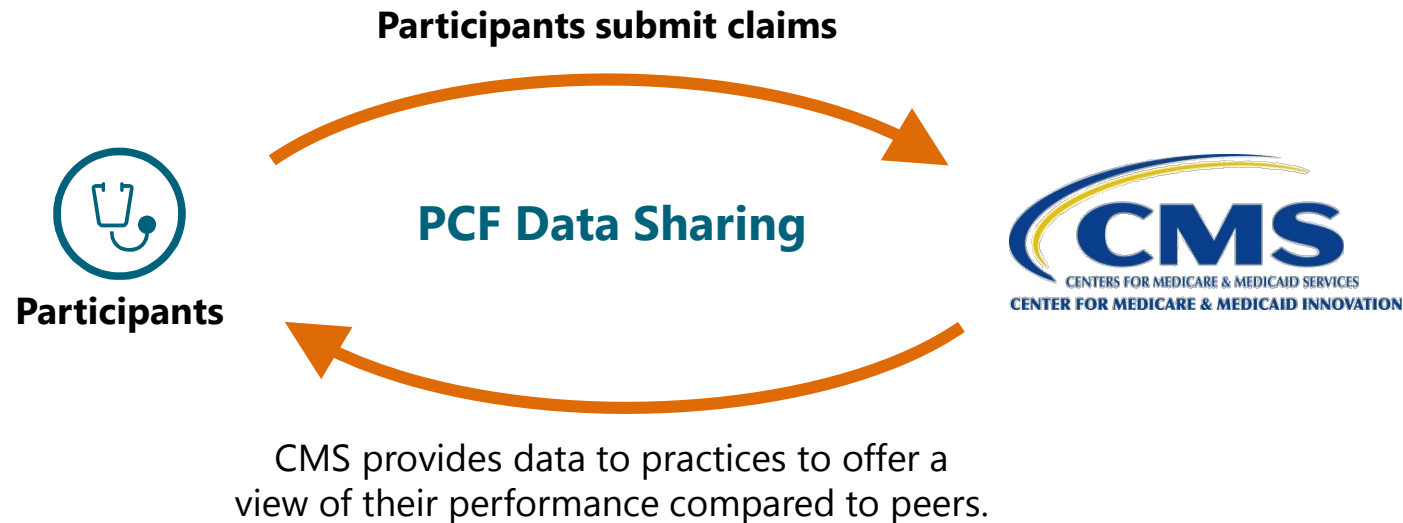 Participants submit claims
PCF Data Sharing
Participants
CMS
CENTERS FOR MEDICARE & MEDICAID SERVICES
CENTER FOR MEDICARE & MEDICAID INNOVATION
CMS provides data to practices to offer a
view of their performance compared to peers.